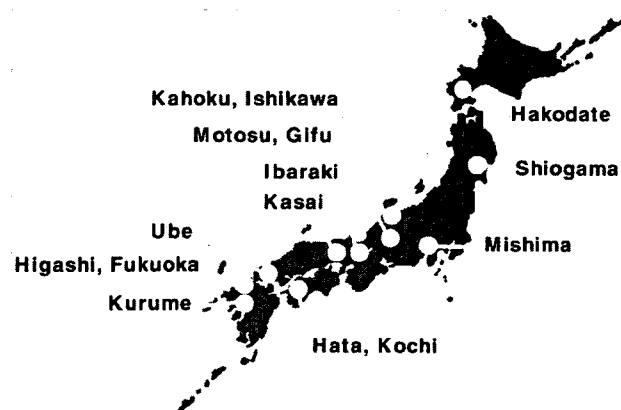 Kahoku, Ishikawa
Hakodate
Motosu, Gifu
Ibaraki
Shiogama
Kasai
Ube
Mishima
Higashi, Fukuoka
Kurume
Hata, Kochi